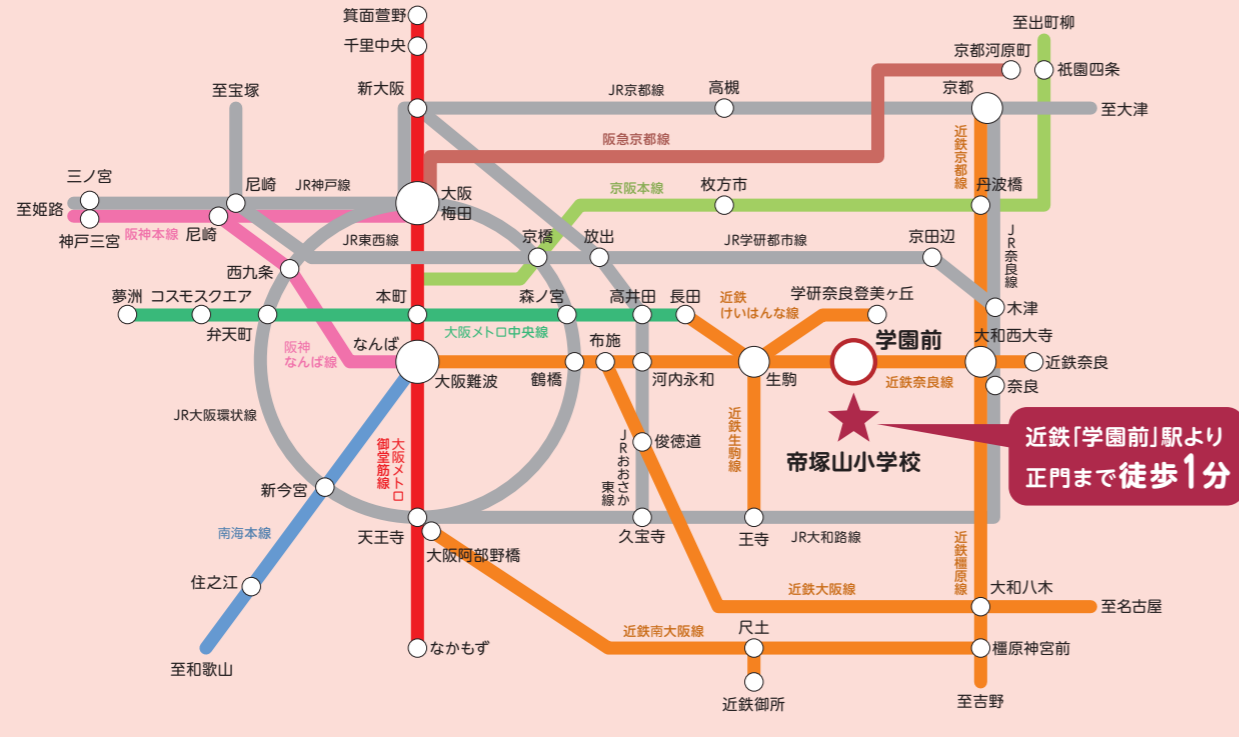 箕面萱野
千里中央
新大阪
至宝塚
JR京都線
高槻
京都
京都河原町
至出町柳
祇園四条
至大津
阪急京都線
近鉄京都線
三ノ宮
尼崎
JR神戸線
大阪
梅田
京阪本線
枚方市
丹波橋
至姫路
神戸三宮
阪神本線
尼崎
JR東西線
京橋
放出
JR学研都市線
京田辺
JR奈良線
西九条
夢洲
コスモスクエア
弁天町
本町
森ノ宮
高井田
長田
近鉄
けいはんな線
学研奈良登美ヶ丘
木津
大阪メトロ中央線
阪神
なんば線
なんば
大阪難波
鶴橋
布施
河内永和
生駒
学園前
近鉄奈良線
大和西大寺
近鉄奈良
奈良
JR大阪環状線
大阪メトロ
御堂筋線
JRおおさか
東線
俊徳道
近鉄生駒線
帝塚山小学校
近鉄「学園前」駅より
正門まで徒歩1分
新今宮
南海本線
天王寺
大阪阿部野橋
久宝寺
王寺
JR大和路線
近鉄橿原線
住之江
近鉄大阪線
大和八木
至名古屋
近鉄南大阪線
尺土
橿原神宮前
至和歌山
なかもず
近鉄御所
至吉野